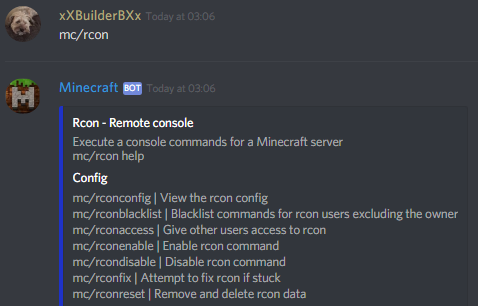 xXBuilderBXx Today at 03:06
mc/rcon
Minecraft BOT Today at 03:06
Rcon - Remote console
Execute a console commands for a Minecraft server
mc/rcon help
Config
mc/rconconfig | View the rcon config
mc/rconblacklist | Blacklist commands for rcon users excluding the owner
mc/rconaccess | Give other users access to rcon
mc/rconenable | Enable rcon command
mc/rcondisable | Disable rcon command
mc/rconfix | Attempt to fix rcon if stuck
mc/rconreset | Remove and delete rcon data